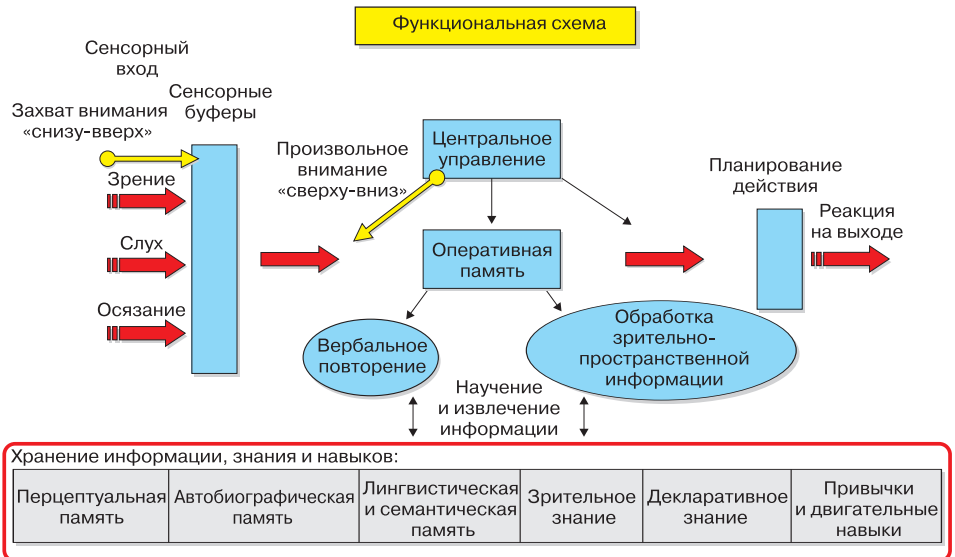 Функциональная схема
Сенсорный
вход
Сенсорные
буферы
Захват внимания
«снизу-вверх»
Зрение
Слух
Осязание
Произвольное
внимание
«сверху-вниз»
Центральное
управление
Оперативная
память
Вербальное
повторение
Обработка
зрительно-
пространственной
информации
Планирование
действия
Реакция
на выходе
Научение
и извлечение
информации
Хранение информации, знания и навыков:
Перцептуальная
память
Автобиографическая
память
Лингвистическая
и семантическая
память
Зрительное
знание
Декларативное
знание
Привычки
и двигательные
навыки